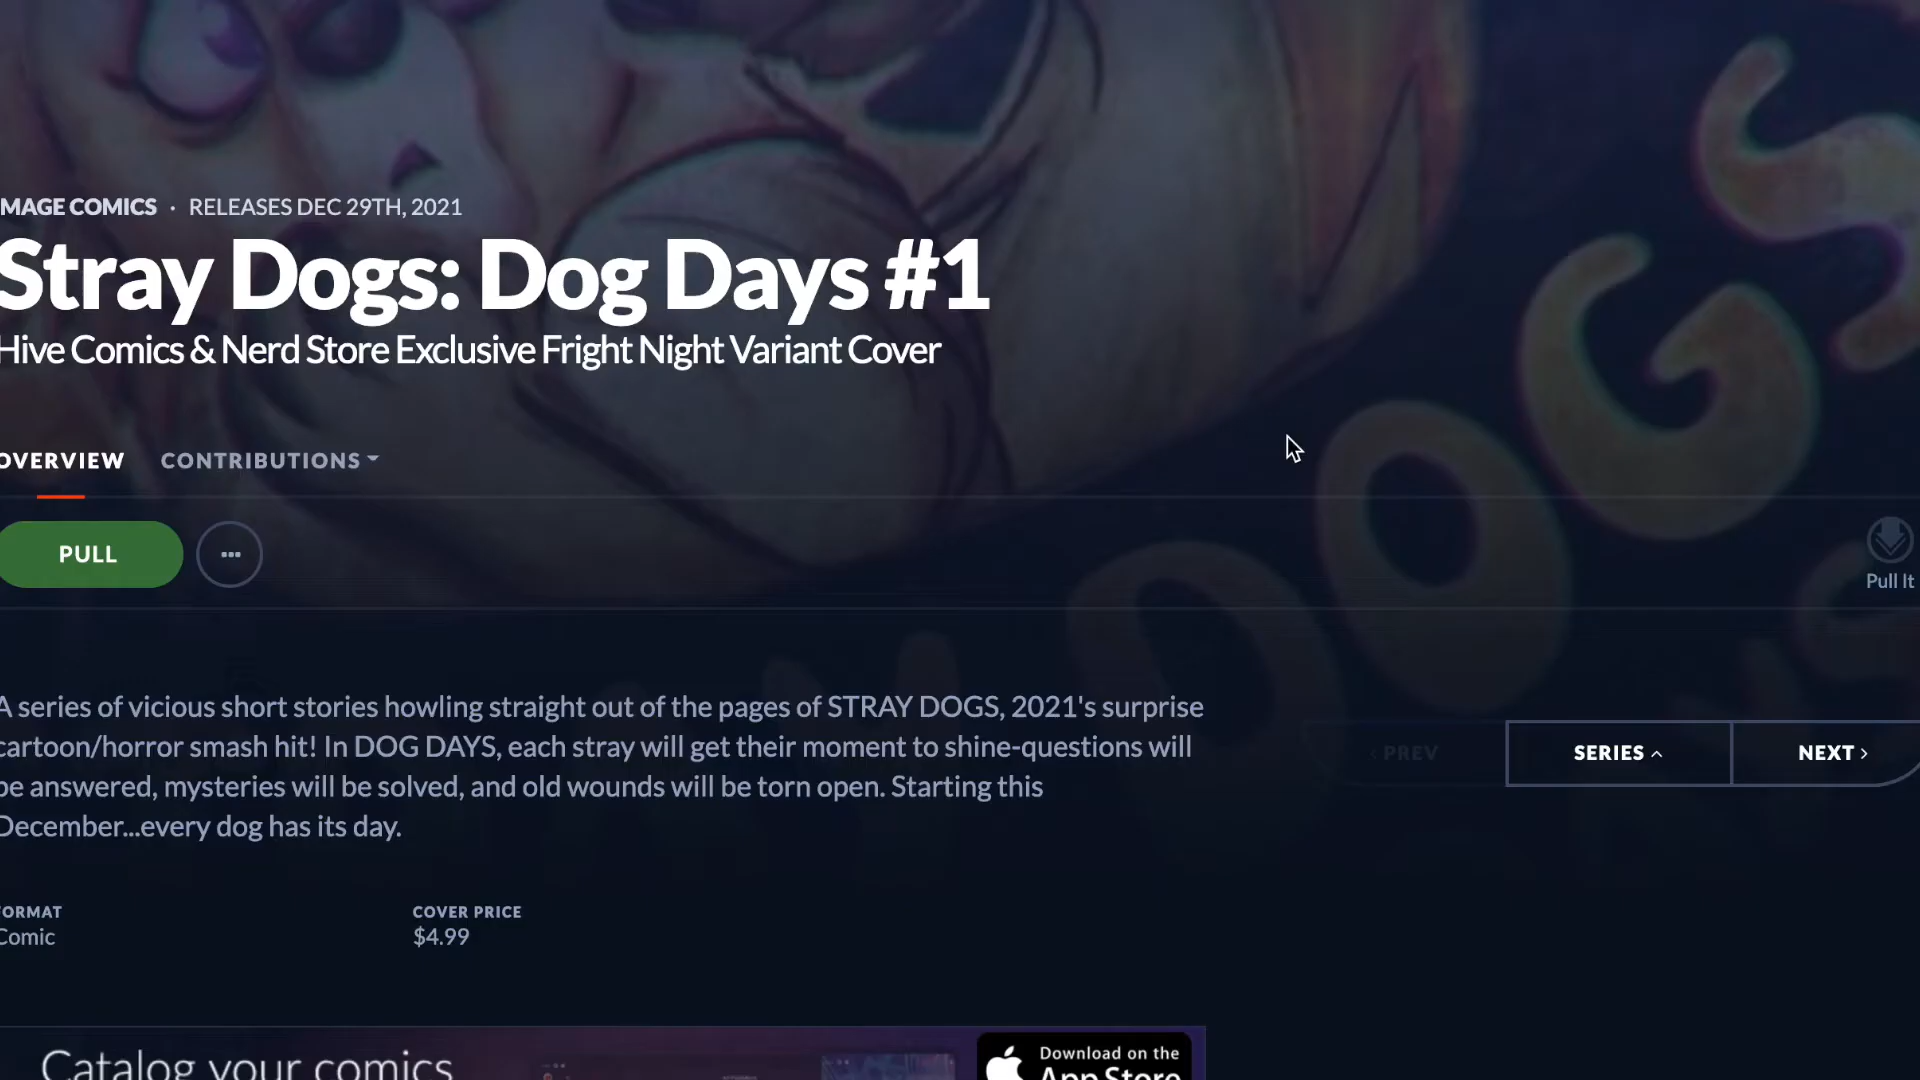 MAGE COMICS · RELEASES DEC 29TH, 2021
Stray Dogs: Dog Days #1
Hive Comics & Nerd Store Exclusive Fright Night Variant Cover
OVERVIEW CONTRIBUTIONS
PULL ...
Pull It
A series of vicious short stories howling straight out of the pages of STRAY DOGS, 2021's surprise
cartoon/horror smash hit! In DOG DAYS, each stray will get their moment to shine-questions will
be answered, mysteries will be solved, and old wounds will be torn open. Starting this
December...every dog has its day.
‹ PREV SERIES NEXT ›
FORMAT COVER PRICE
Comic $4.99
Catalog your comics
Download on the
App Store
DOGS